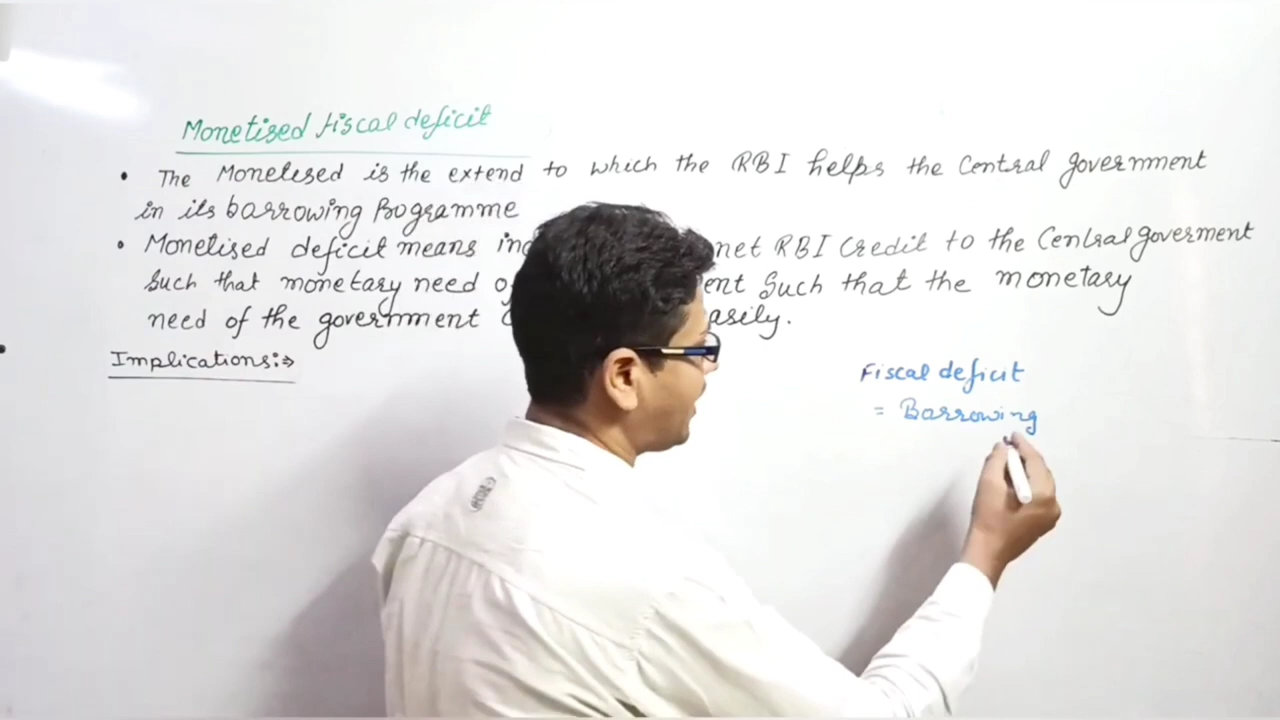 Monetised fiscal deficit
• The Monetised is the extend to which the RBI helps the Central government
in its barrowing Programme
• Monetised deficit means in net RBI Credit to the Central goverment
Such that monetary need ent Such that the monetary
need of the government asily.
Implications:⇒
Fiscal deficit
= Barrowing